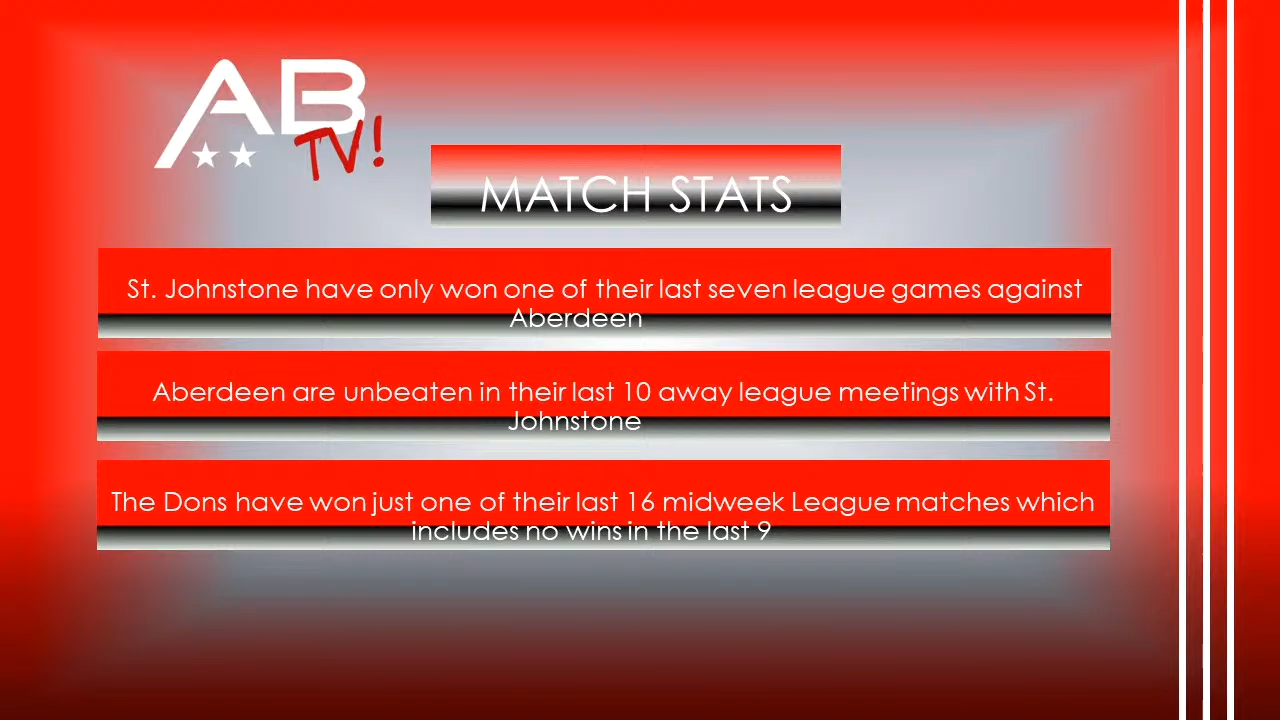 AB
TV!
MATCH STATS
St. Johnstone have only won one of their last seven league games against
Aberdeen
Aberdeen are unbeaten in their last 10 away league meetings with St.
Johnstone
The Dons have won just one of their last 16 midweek League matches which
includes no wins in the last 9